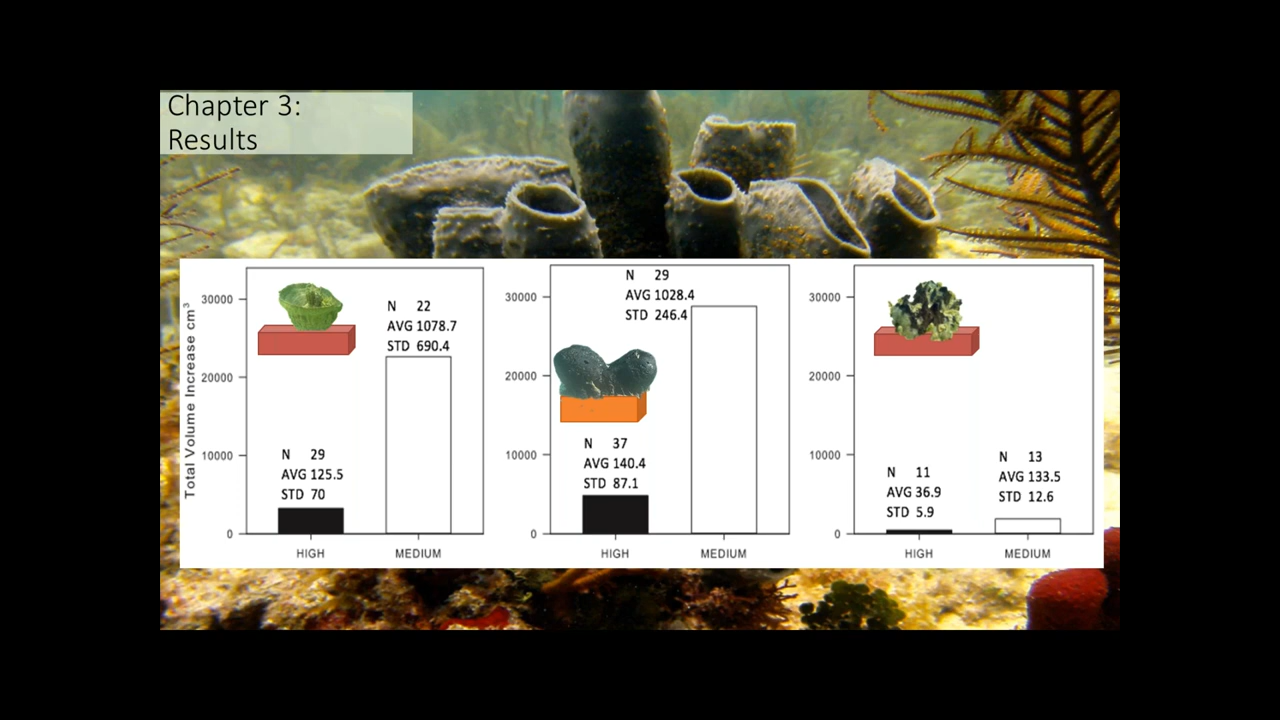 Chapter 3:
Results
Total Volume Increase cm³
30000
20000
10000
0
N 29
AVG 125.5
STD 70
N 22
AVG 1078.7
STD 690.4
HIGH
MEDIUM
30000
20000
10000
0
N 37
AVG 140.4
STD 87.1
N 29
AVG 1028.4
STD 246.4
HIGH
MEDIUM
30000
20000
10000
0
N 11
AVG 36.9
STD 5.9
N 13
AVG 133.5
STD 12.6
HIGH
MEDIUM